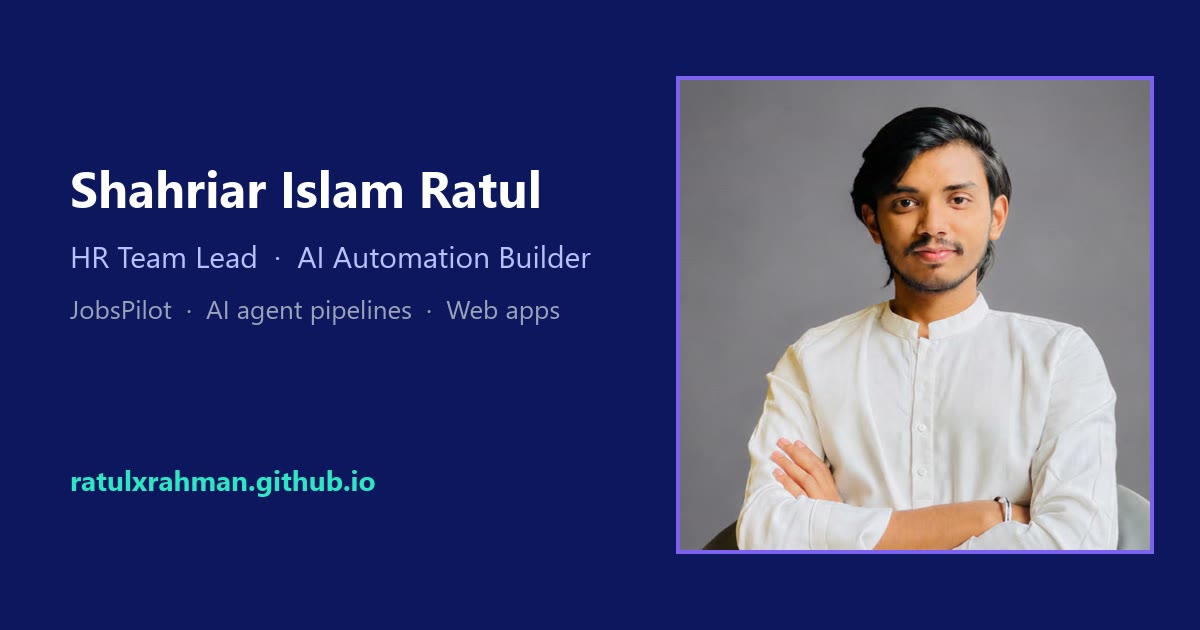 Shahriar Islam Ratul
HR Team Lead · AI Automation Builder
JobsPilot · AI agent pipelines · Web apps
ratulxrahman.github.io